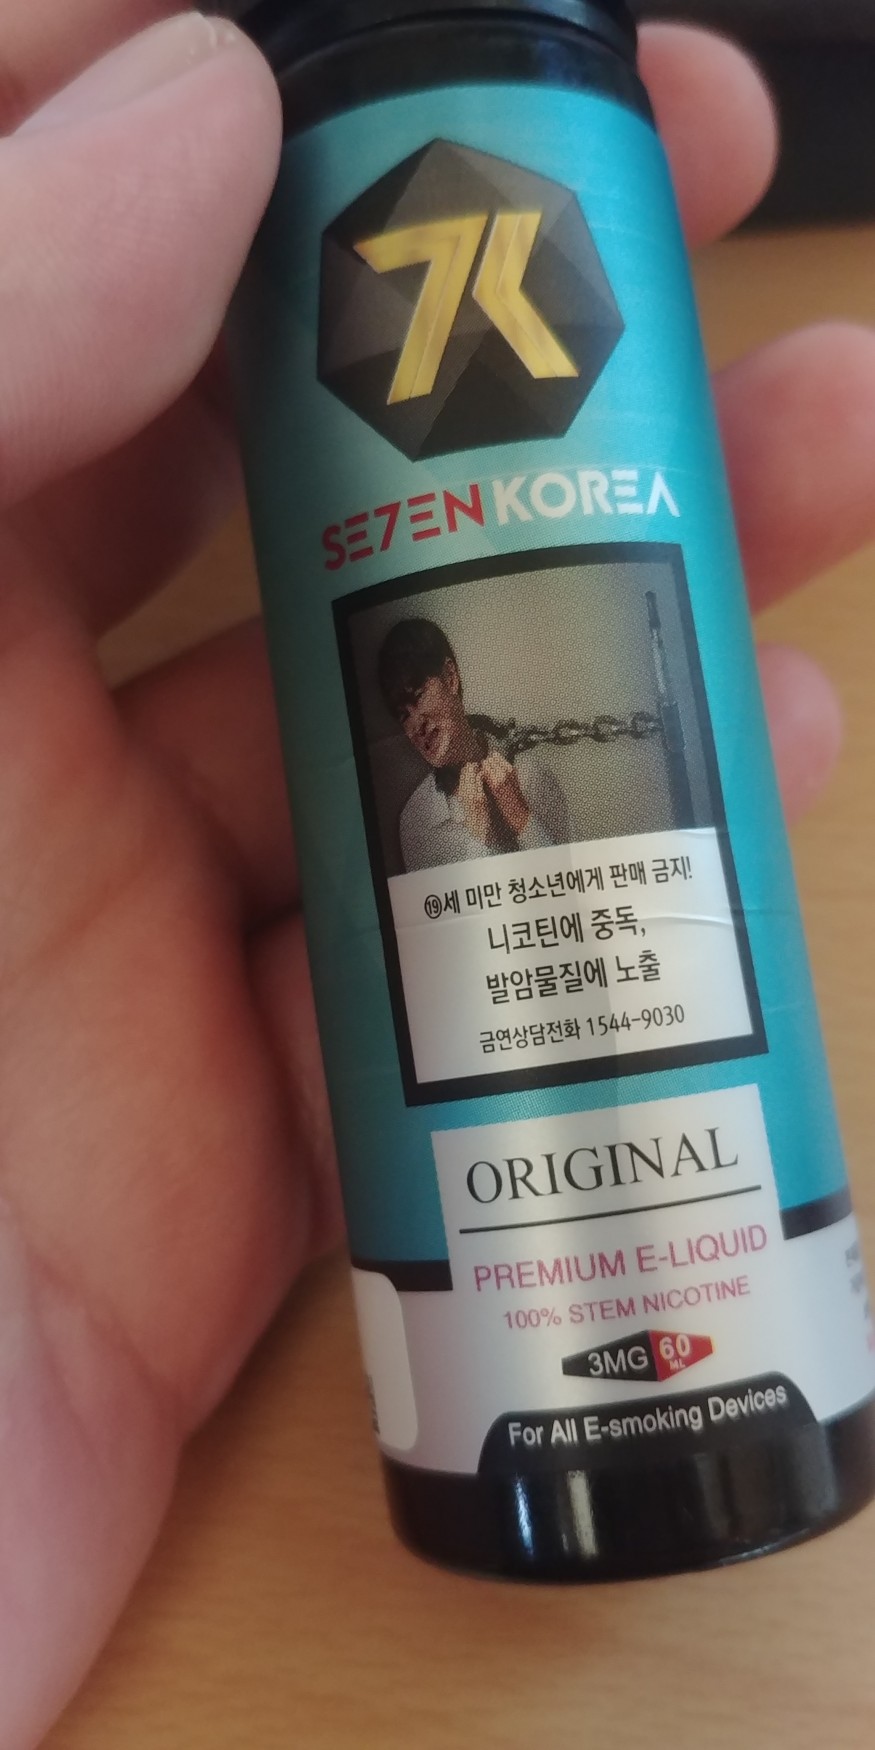 7K
SE7EN KOREA
⑲세 미만 청소년에게 판매 금지!
니코틴에 중독,
발암물질에 노출
금연상담전화 1544-9030
ORIGINAL
PREMIUM E-LIQUID
100% STEM NICOTINE
3MG 60 ML
For All E-smoking Devices